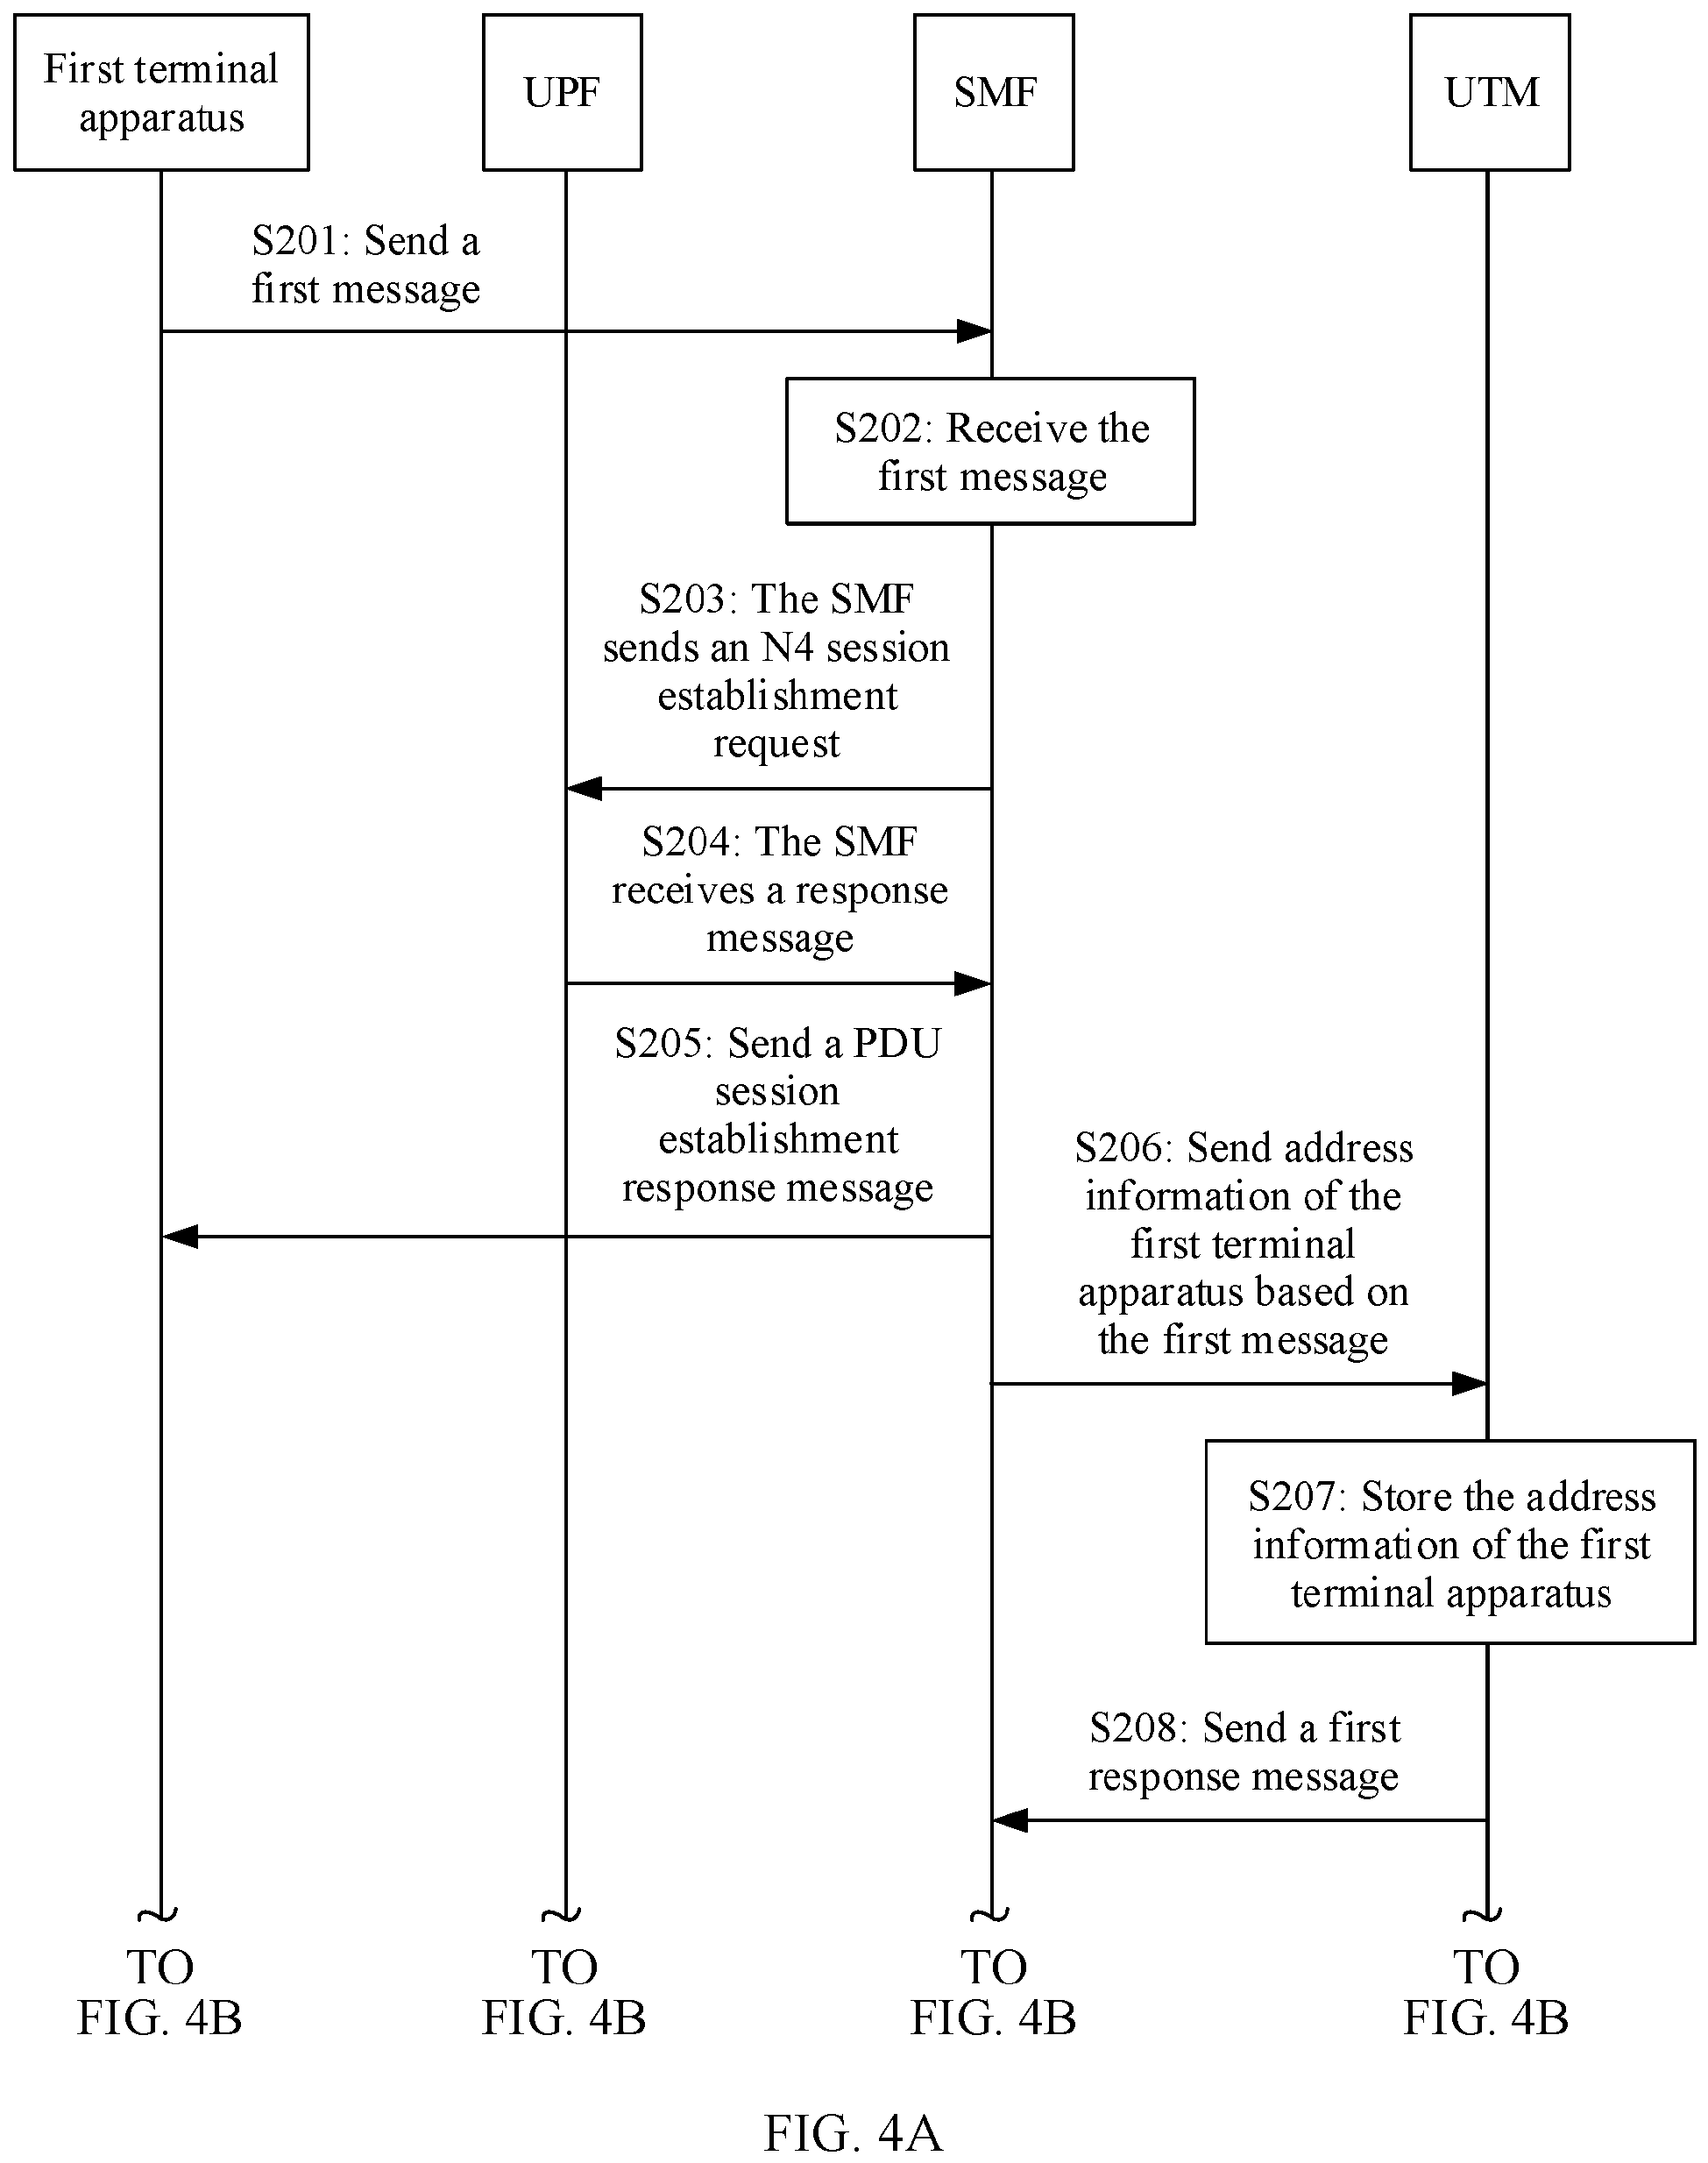 First terminal
apparatus
UPF
SMF
UTM
S201: Send a
first message
S202: Receive the
first message
S203: The SMF
sends an N4 session
establishment
request
S204: The SMF
receives a response
message
S205: Send a PDU
session
establishment
response message
S206: Send address
information of the
first terminal
apparatus based on
the first message
S207: Store the address
information of the first
terminal apparatus
S208: Send a first
response message
TO
FIG. 4B
TO
FIG. 4B
TO
FIG. 4B
TO
FIG. 4B
FIG. 4A